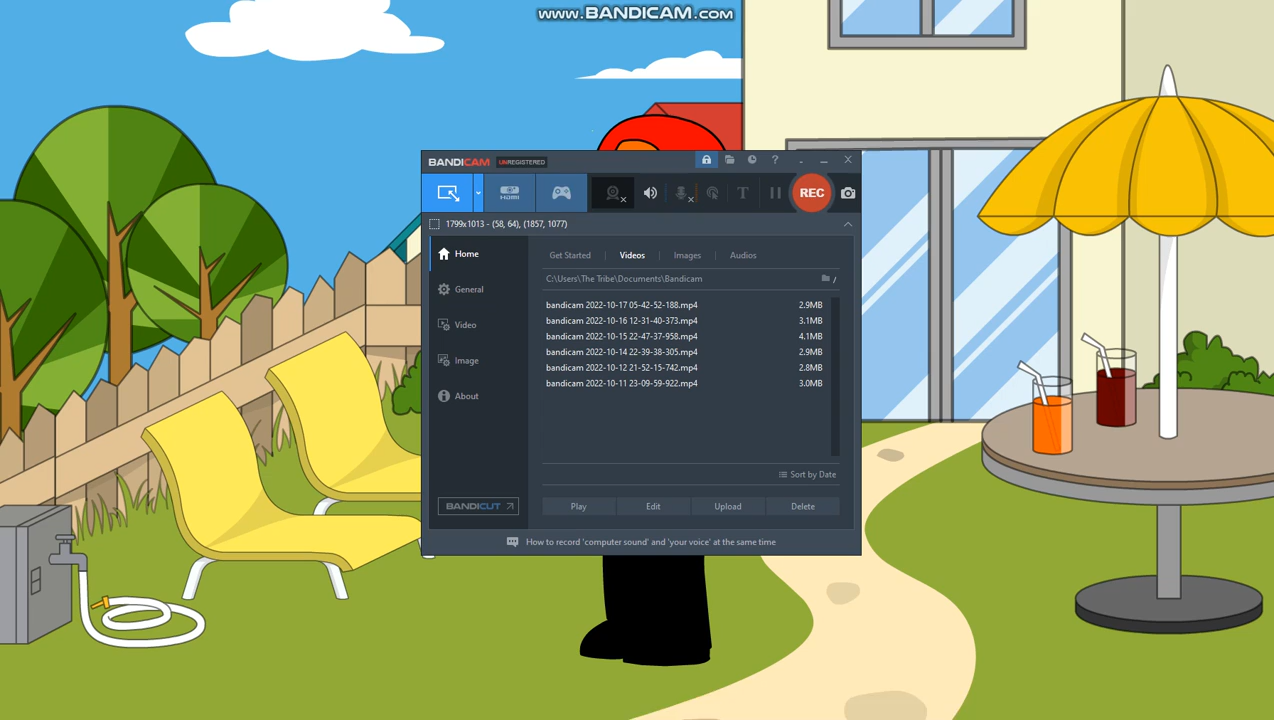 www.BANDICAM.com
BANDICAM UNREGISTERED
HDMI
T
REC
1799x1013 - (58, 64), (1857, 1077)
Home
General
Video
Image
About
BANDICUT
Get Started
Videos
Images
Audios
C:\Users\The Tribe\Documents\Bandicam
/
bandicam 2022-10-17 05-42-52-188.mp4 2.9MB
bandicam 2022-10-16 12-31-40-373.mp4 3.1MB
bandicam 2022-10-15 22-47-37-958.mp4 4.1MB
bandicam 2022-10-14 22-39-38-305.mp4 2.9MB
bandicam 2022-10-12 21-52-15-742.mp4 2.8MB
bandicam 2022-10-11 23-09-59-922.mp4 3.0MB
Sort by Date
Play
Edit
Upload
Delete
How to record 'computer sound' and 'your voice' at the same time